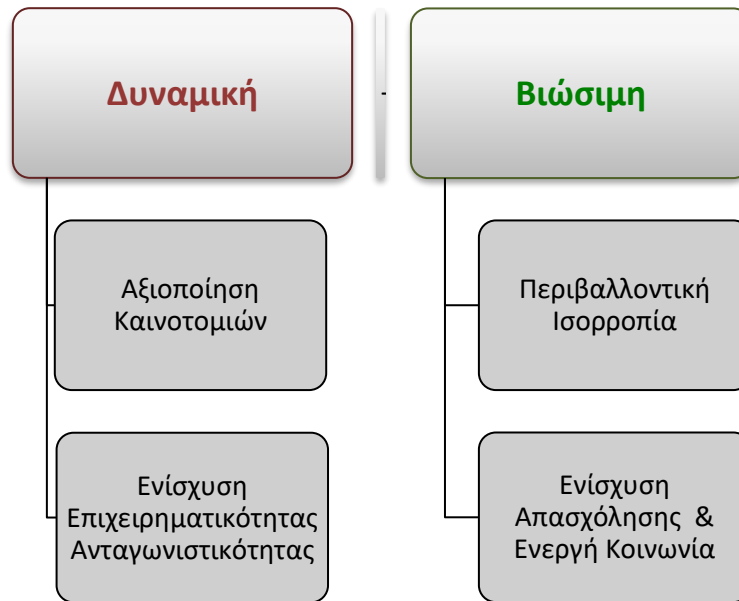 Δυναμική
Βιώσιμη
Αξιοποίηση
Καινοτομιών
Περιβαλλοντική
Ισορροπία
Ενίσχυση
Επιχειρηματικότητας
Ανταγωνιστικότητας
Ενίσχυση
Απασχόλησης &
Ενεργή Κοινωνία